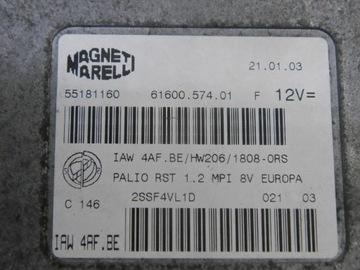 MAGNETI
MARELLI
21.01.03
55181160 61600.574.01 F 12V=
IAW 4AF.BE/HW206/1808-ORS
PALIO RST 1.2 MPI 8V EUROPA
C 146 2SSF4VL1D 021 03
IAW 4AF.BE